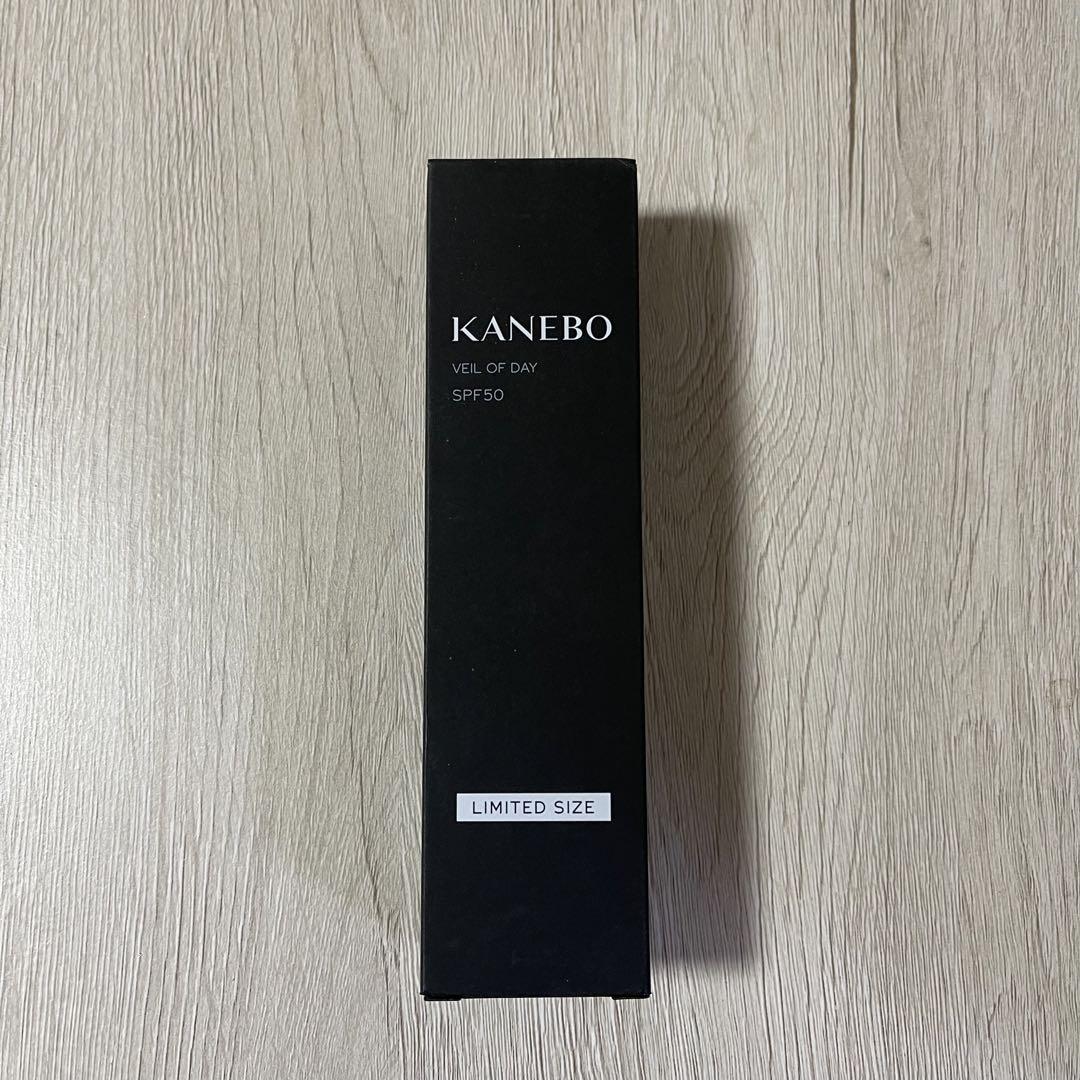 KANEBO
VEIL OF DAY
SPF50
LIMITED SIZE